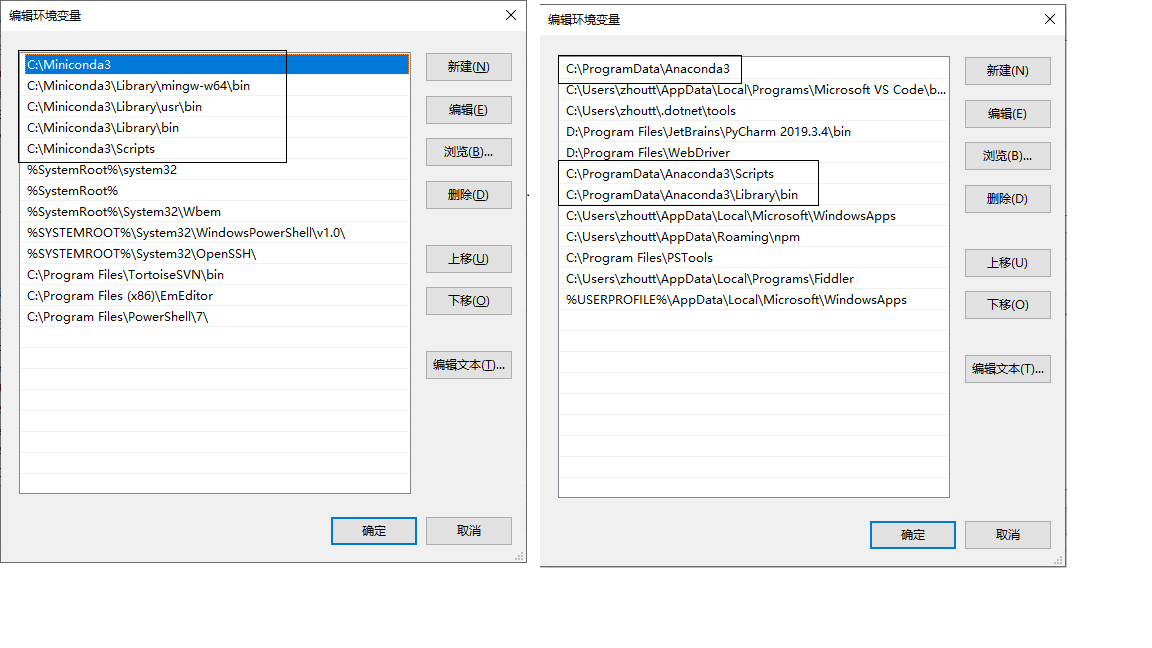 编辑环境变量
C:\Miniconda3
C:\Miniconda3\Library\mingw-w64\bin
C:\Miniconda3\Library\usr\bin
C:\Miniconda3\Library\bin
C:\Miniconda3\Scripts
%SystemRoot%\system32
%SystemRoot%
%SystemRoot%\System32\Wbem
%SYSTEMROOT%\System32\WindowsPowerShell\v1.0\
%SYSTEMROOT%\System32\OpenSSH\
C:\Program Files\TortoiseSVN\bin
C:\Program Files (x86)\EmEditor
C:\Program Files\PowerShell\7\
新建(N)
编辑(E)
浏览(B)...
删除(D)
上移(U)
下移(O)
编辑文本(T)...
确定
取消
编辑环境变量
C:\ProgramData\Anaconda3
C:\Users\zhoutt\AppData\Local\Programs\Microsoft VS Code\b...
C:\Users\zhoutt\.dotnet\tools
D:\Program Files\JetBrains\PyCharm 2019.3.4\bin
D:\Program Files\WebDriver
C:\ProgramData\Anaconda3\Scripts
C:\ProgramData\Anaconda3\Library\bin
C:\Users\zhoutt\AppData\Local\Microsoft\WindowsApps
C:\Users\zhoutt\AppData\Roaming\npm
C:\Program Files\PSTools
C:\Users\zhoutt\AppData\Local\Programs\Fiddler
%USERPROFILE%\AppData\Local\Microsoft\WindowsApps
新建(N)
编辑(E)
浏览(B)...
删除(D)
上移(U)
下移(O)
编辑文本(T)...
确定
取消